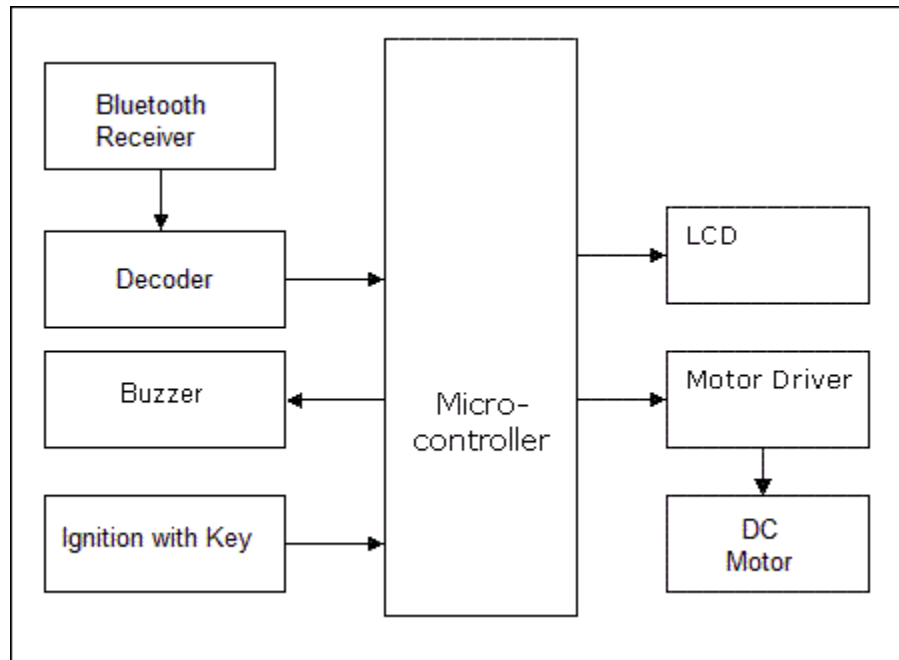 Bluetooth
Receiver
Decoder
Buzzer
Ignition with Key
Micro-
controller
LCD
Motor Driver
DC
Motor